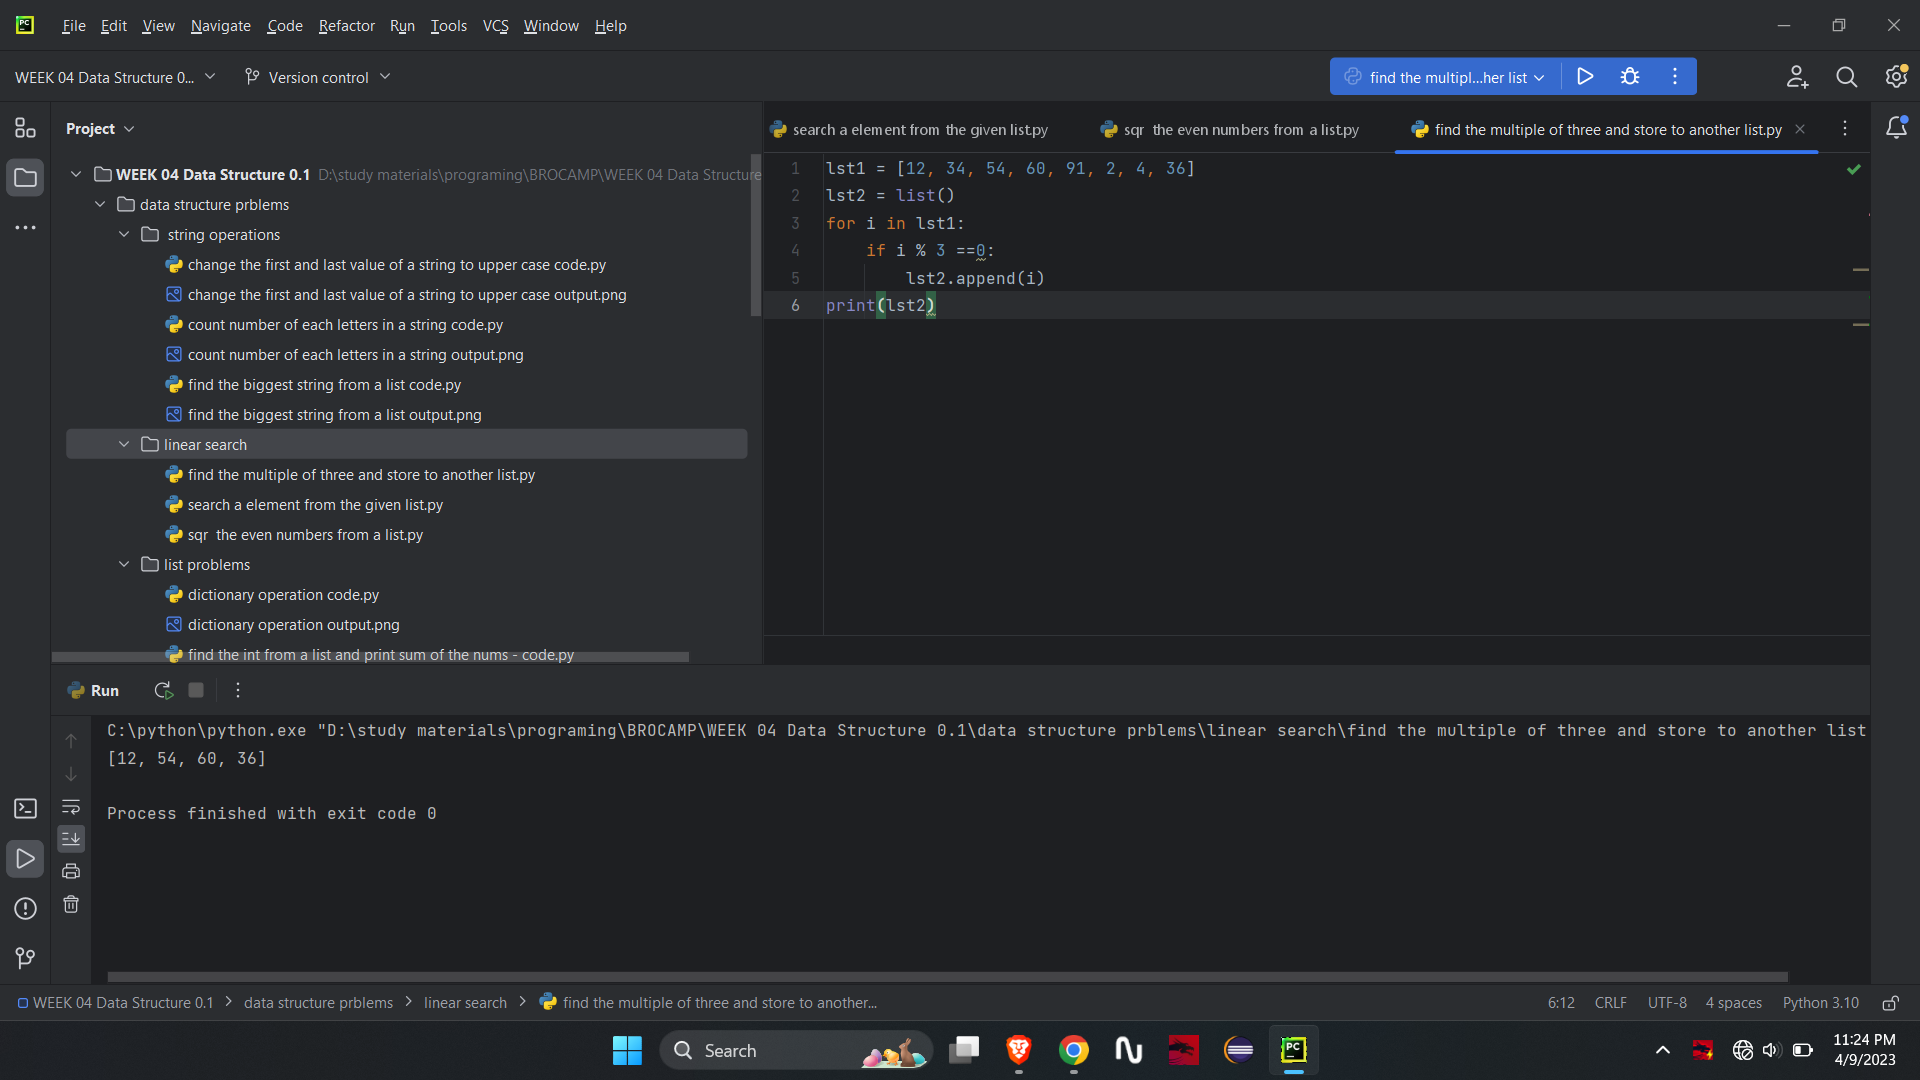 File Edit View Navigate Code Refactor Run Tools VCS Window Help
WEEK 04 Data Structure 0... Version control find the multipl...her list
Project
WEEK 04 Data Structure 0.1 D:\study materials\programing\BROCAMP\WEEK 04 Data Structure
data structure prblems
string operations
change the first and last value of a string to upper case code.py
change the first and last value of a string to upper case output.png
count number of each letters in a string code.py
count number of each letters in a string output.png
find the biggest string from a list code.py
find the biggest string from a list output.png
linear search
find the multiple of three and store to another list.py
search a element from the given list.py
sqr  the even numbers from a list.py
list problems
dictionary operation code.py
dictionary operation output.png
find the int from a list and print sum of the nums - code.py
search a element from the given list.py sqr  the even numbers from a list.py find the multiple of three and store to another list.py
1 lst1 = [12, 34, 54, 60, 91, 2, 4, 36]
2 lst2 = list()
3 for i in lst1:
4     if i % 3 ==0:
5         lst2.append(i)
6 print(lst2)
Run
C:\python\python.exe "D:\study materials\programing\BROCAMP\WEEK 04 Data Structure 0.1\data structure prblems\linear search\find the multiple of three and store to another list
[12, 54, 60, 36]
Process finished with exit code 0
WEEK 04 Data Structure 0.1 > data structure prblems > linear search > find the multiple of three and store to another... 6:12 CRLF UTF-8 4 spaces Python 3.10
Search
11:24 PM
4/9/2023